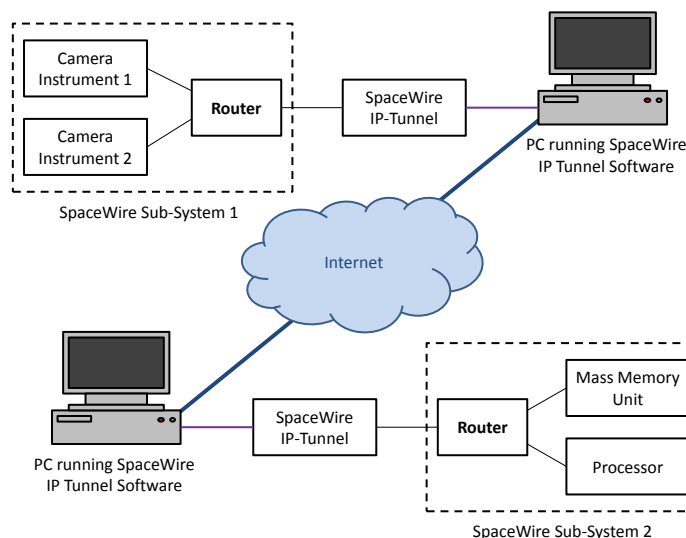 Camera
Instrument 1
Camera
Instrument 2
Router
SpaceWire
IP-Tunnel
PC running SpaceWire
IP Tunnel Software
SpaceWire Sub-System 1
Internet
PC running SpaceWire
IP Tunnel Software
SpaceWire
IP-Tunnel
Router
Mass Memory
Unit
Processor
SpaceWire Sub-System 2